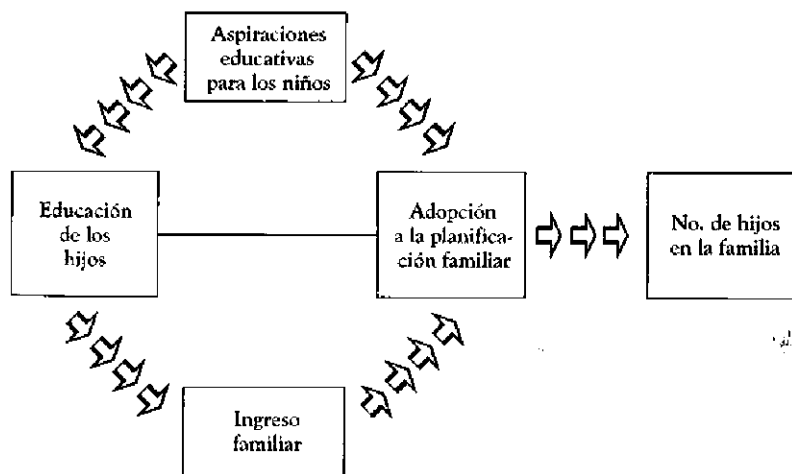 Aspiraciones
educativas
para los niños
Educación
de los
hijos
Adopción
a la planifica-
ción familiar
No. de hijos
en la familia
Ingreso
familiar